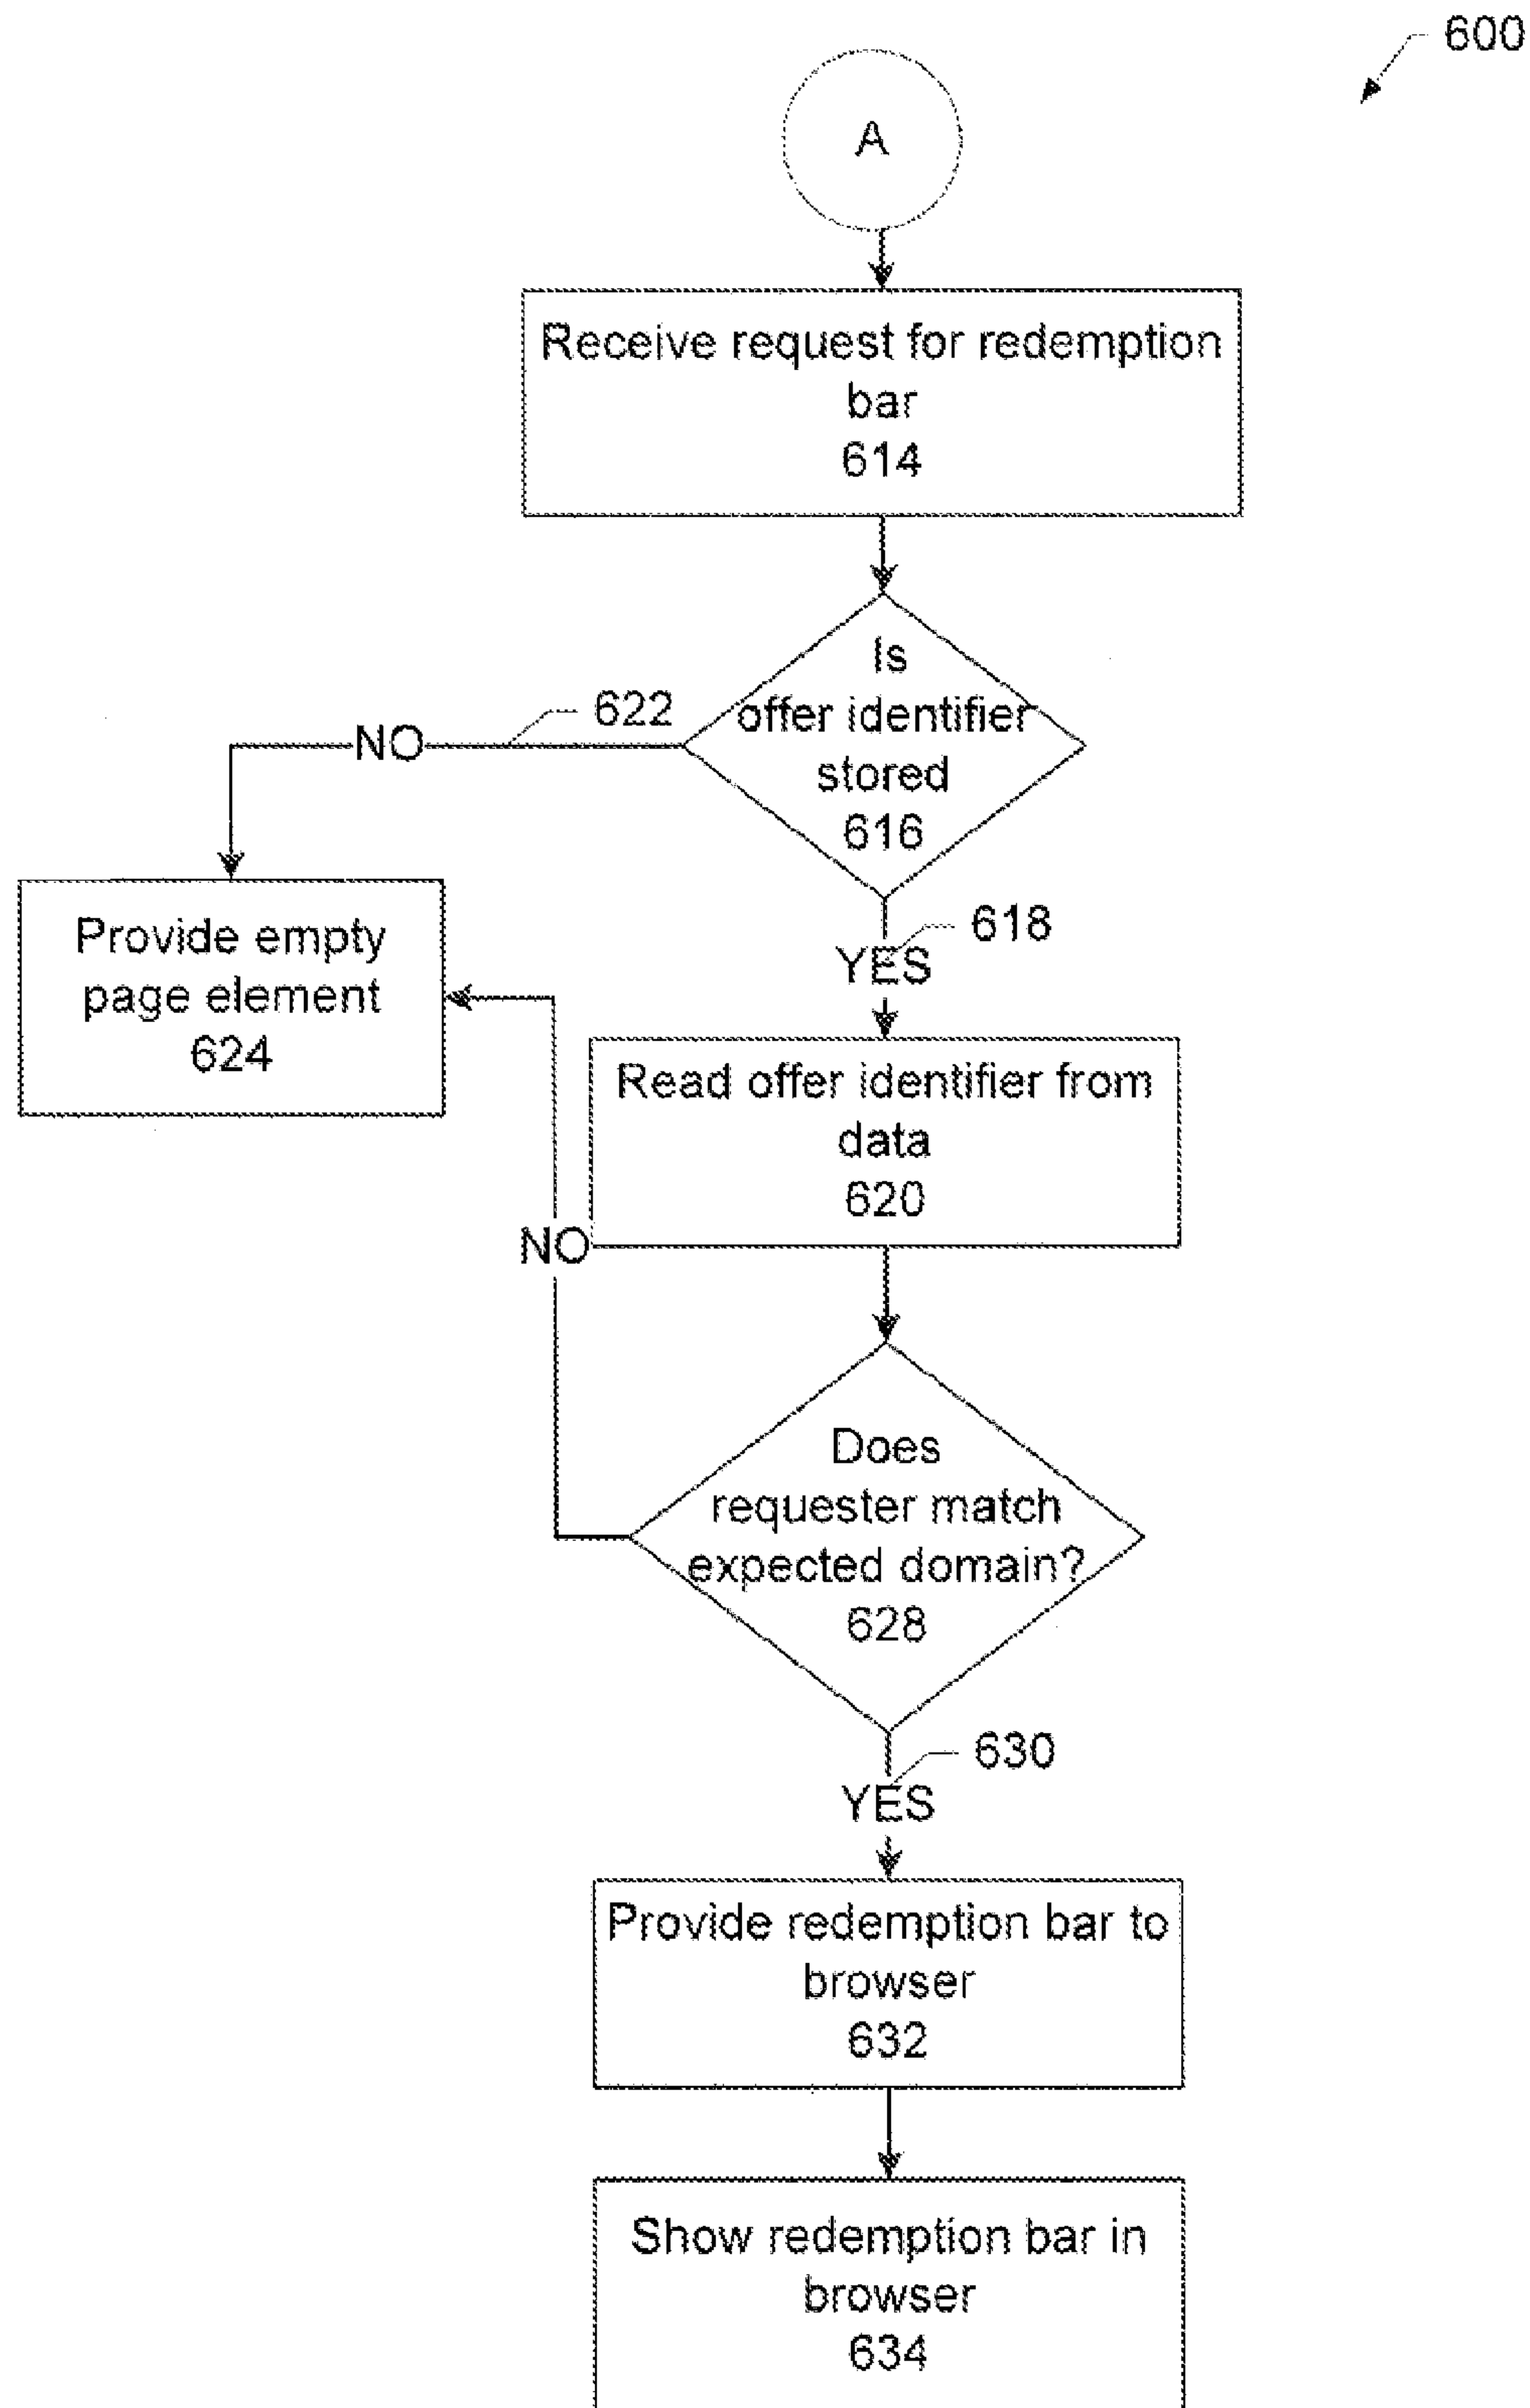 600
A
Receive request for redemption
bar
614
Is
offer identifier
stored
616
622
NO
618
YES
Provide empty
page element
624
Read offer identifier from
data
620
NO
Does
requester match
expected domain?
628
630
YES
Provide redemption bar to
browser
632
Show redemption bar in
browser
634